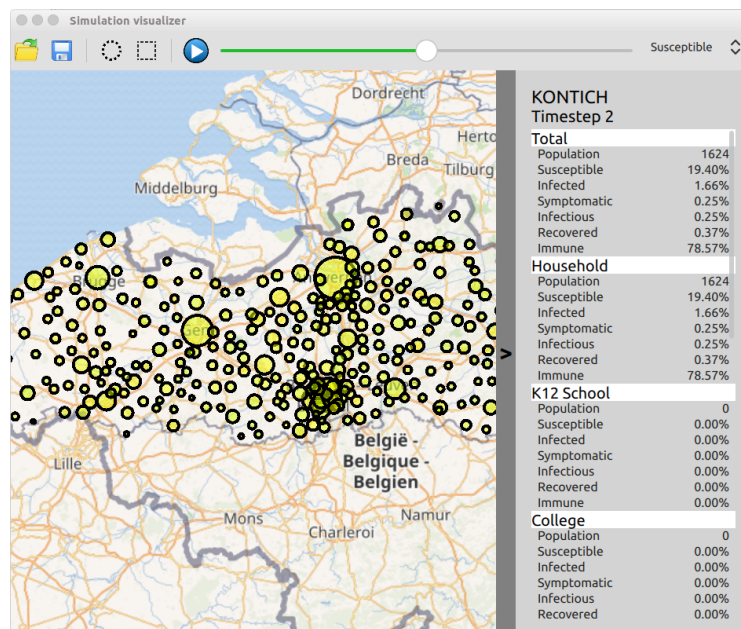 Simulation visualizer
Susceptible
Dordrecht
Breda
Tilburg
Middelburg
Lille
België -
Belgique -
Belgien
Mons
Charleroi
Namur
>
KONTICH
Timestep 2
Total
Population 1624
Susceptible 19.40%
Infected 1.66%
Symptomatic 0.25%
Infectious 0.25%
Recovered 0.37%
Immune 78.57%
Household
Population 1624
Susceptible 19.40%
Infected 1.66%
Symptomatic 0.25%
Infectious 0.25%
Recovered 0.37%
Immune 78.57%
K12 School
Population 0
Susceptible 0.00%
Infected 0.00%
Symptomatic 0.00%
Infectious 0.00%
Recovered 0.00%
Immune 0.00%
College
Population 0
Susceptible 0.00%
Infected 0.00%
Symptomatic 0.00%
Infectious 0.00%
Recovered 0.00%